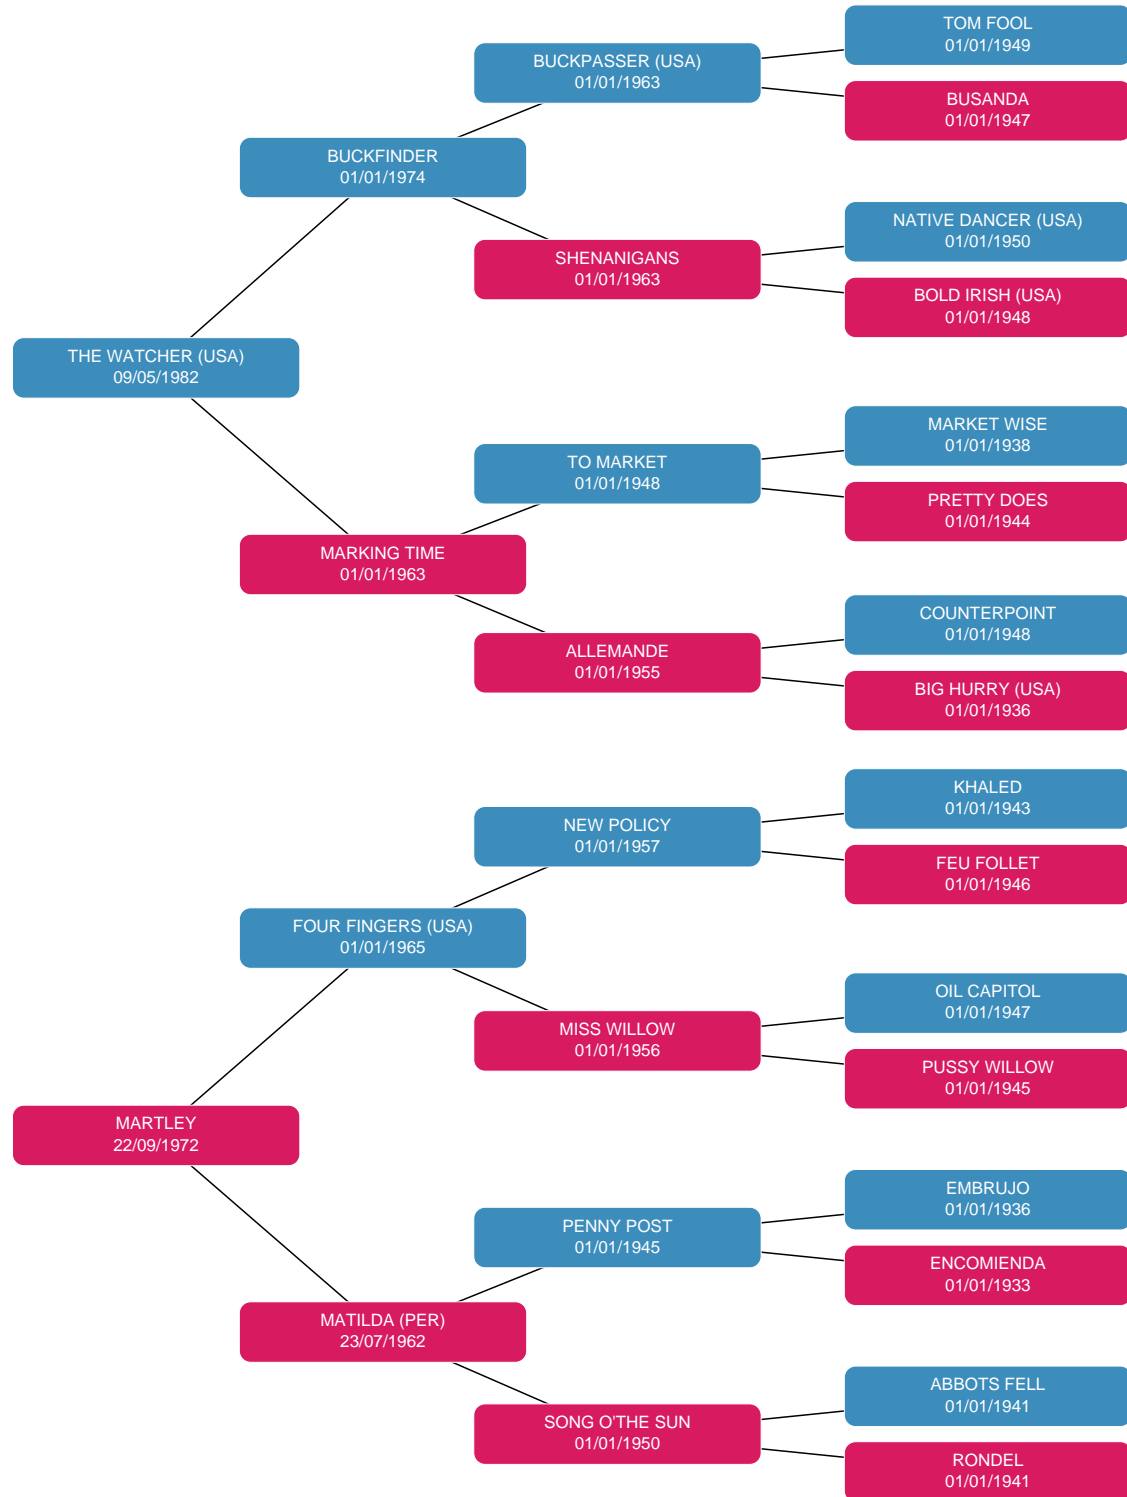 TOM FOOL
01/01/1949
BUCKPASSER (USA)
01/01/1963
BUSANDA
01/01/1947
BUCKFINDER
01/01/1974
NATIVE DANCER (USA)
01/01/1950
SHENANIGANS
01/01/1963
BOLD IRISH (USA)
01/01/1948
THE WATCHER (USA)
09/05/1982
MARKET WISE
01/01/1938
TO MARKET
01/01/1948
PRETTY DOES
01/01/1944
MARKING TIME
01/01/1963
COUNTERPOINT
01/01/1948
ALLEMANDE
01/01/1955
BIG HURRY (USA)
01/01/1936
KHALED
01/01/1943
NEW POLICY
01/01/1957
FEU FOLLET
01/01/1946
FOUR FINGERS (USA)
01/01/1965
OIL CAPITOL
01/01/1947
MISS WILLOW
01/01/1956
PUSSY WILLOW
01/01/1945
MARTLEY
22/09/1972
EMBRUJO
01/01/1936
PENNY POST
01/01/1945
ENCOMIENDA
01/01/1933
MATILDA (PER)
23/07/1962
ABBOTS FELL
01/01/1941
SONG O'THE SUN
01/01/1950
RONDEL
01/01/1941